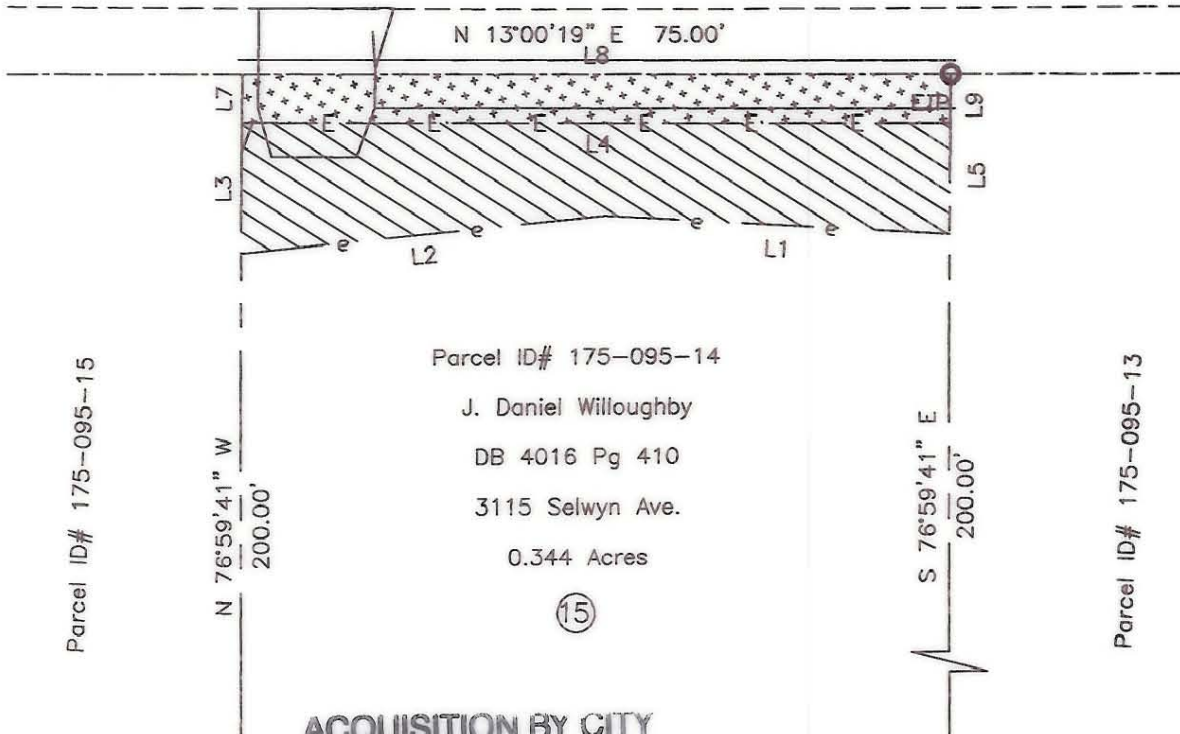 N 13°00'19" E 75.00'
L8
L7
EIP
L9
E E E E E E
L4
L3
L5
e e e e
L2
L1
Parcel ID# 175-095-14
J. Daniel Willoughby
DB 4016 Pg 410
3115 Selwyn Ave.
0.344 Acres
15
Parcel ID# 175-095-15
N 76°59'41" W
200.00'
S 76°59'41" E
200.00'
Parcel ID# 175-095-13
ACQUISITION BY CITY